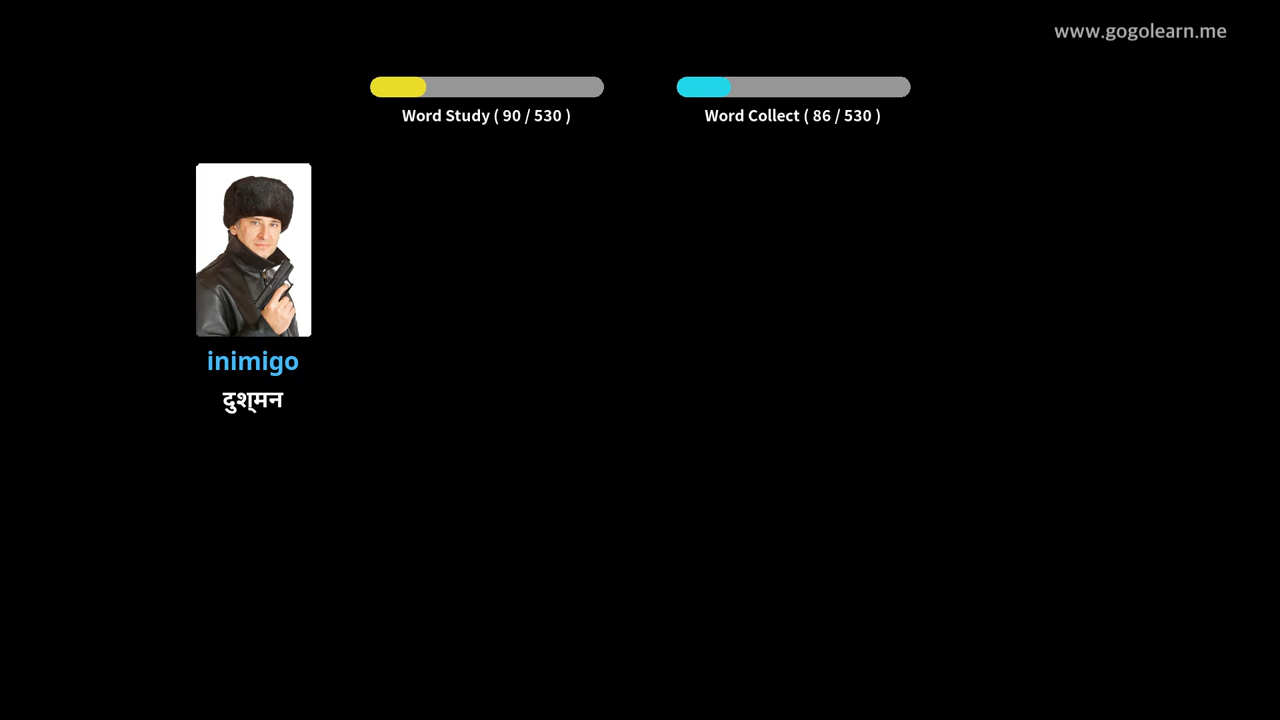 www.gogolearn.me
Word Study ( 90 / 530 )
Word Collect ( 86 / 530 )
inimigo
दुश्मन